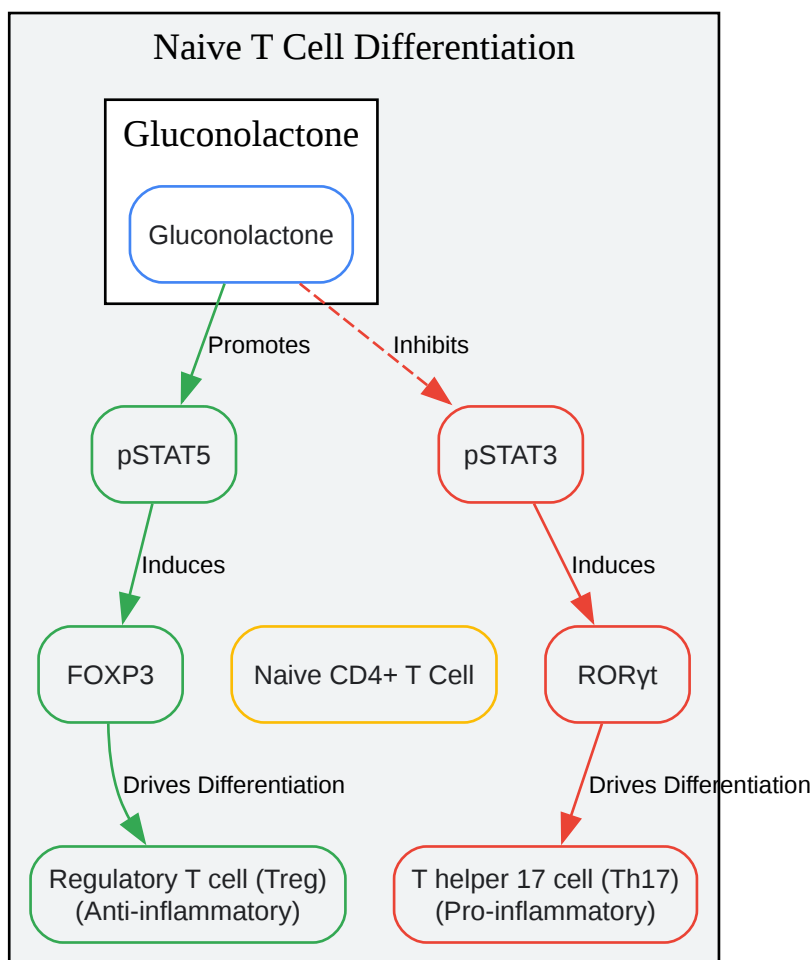 Naive T Cell Differentiation
Gluconolactone
Gluconolactone
Promotes
Inhibits
pSTAT5
pSTAT3
Induces
Induces
FOXP3
Naive CD4+ T Cell
RORγt
Drives Differentiation
Drives Differentiation
Regulatory T cell (Treg)
(Anti-inflammatory)
T helper 17 cell (Th17)
(Pro-inflammatory)